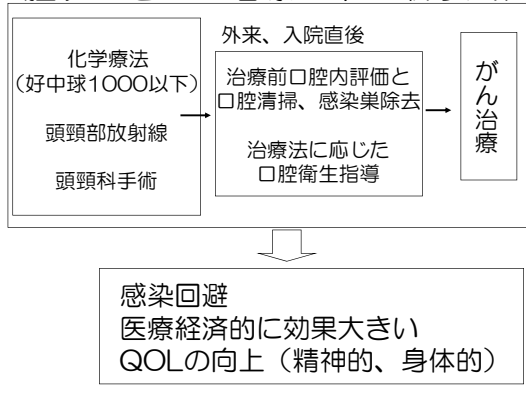 外来、入院直後
化学療法
（好中球1000以下）
頭頸部放射線
頭頸科手術
治療前口腔内評価と
口腔清掃、感染巣除去
治療法に応じた
口腔衛生指導
がん治療
感染回避
医療経済的に効果大きい
QOLの向上（精神的、身体的）